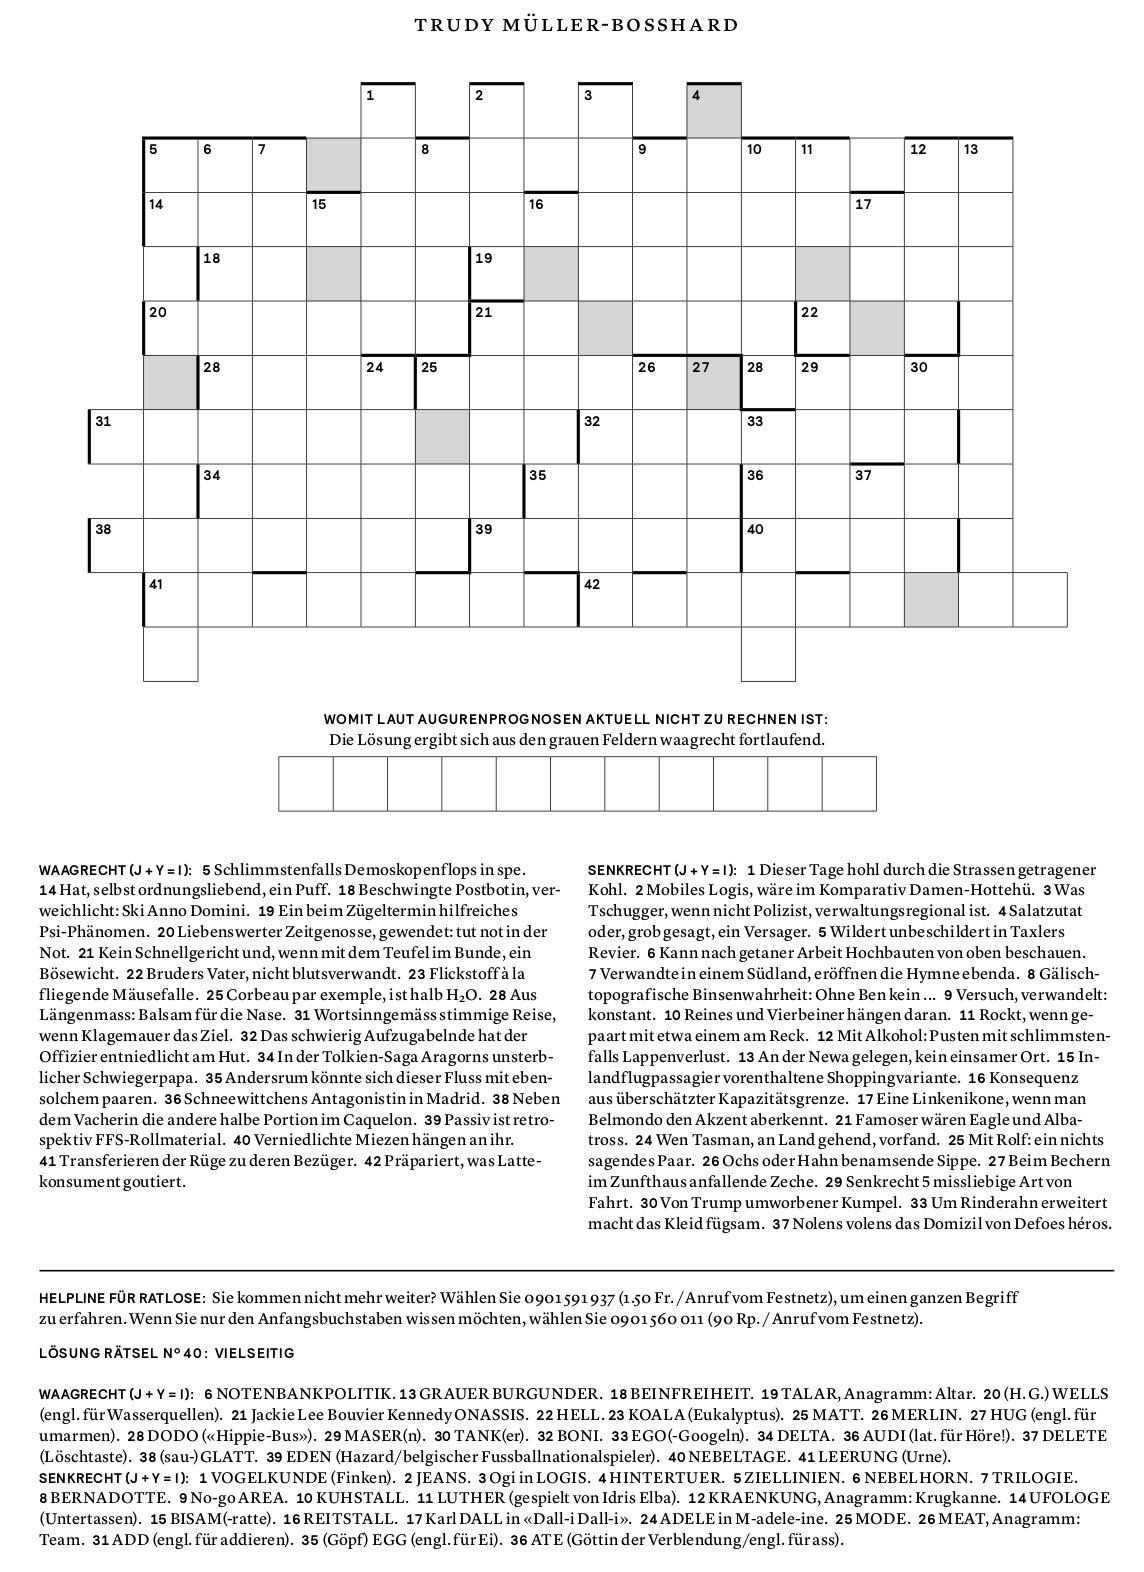 TRUDY MÜLLER-BOSSHARD
1 2 3 4
5 6 7 8 9 10 11 12 13
14 15 16 17
18 19
20 21 22
28 24 25 26 27 28 29 30
31 32 33
34 35 36 37
38 39 40
41 42
WOMIT LAUT AUGURENPROGNOSEN AKTUELL NICHT ZU RECHNEN IST:
Die Lösung ergibt sich aus den grauen Feldern waagrecht fortlaufend.
WAAGRECHT (J + Y = I): 5 Schlimmstenfalls Demoskopenflops in spe.
14 Hat, selbst ordnungsliebend, ein Puff. 18 Beschwingte Postbotin, ver-
weichlicht: Ski Anno Domini. 19 Ein beim Zügeltermin hilfreiches
Psi-Phänomen. 20 Liebenswerter Zeitgenosse, gewendet: tut not in der
Not. 21 Kein Schnellgericht und, wenn mit dem Teufel im Bunde, ein
Bösewicht. 22 Bruders Vater, nicht blutsverwandt. 23 Flickstoff à la
fliegende Mäusefalle. 25 Corbeau par exemple, ist halb H₂O. 28 Aus
Längenmass: Balsam für die Nase. 31 Wortsinngemäss stimmige Reise,
wenn Klagemauer das Ziel. 32 Das schwierig Aufzugabelnde hat der
Offizier entniedlicht am Hut. 34 In der Tolkien-Saga Aragorns unsterb-
licher Schwiegerpapa. 35 Andersrum könnte sich dieser Fluss mit eben-
solchem paaren. 36 Schneewittchens Antagonistin in Madrid. 38 Neben
dem Vacherin die andere halbe Portion im Caquelon. 39 Passiv ist retro-
spektiv FFS-Rollmaterial. 40 Verniedlichte Miezen hängen an ihr.
41 Transferieren der Rüge zu deren Bezüger. 42 Präpariert, was Latte-
konsument goutiert.
SENKRECHT (J + Y = I): 1 Dieser Tage hohl durch die Strassen getragener
Kohl. 2 Mobiles Logis, wäre im Komparativ Damen-Hottehü. 3 Was
Tschugger, wenn nicht Polizist, verwaltungsregional ist. 4 Salatzutat
oder, grob gesagt, ein Versager. 5 Wildert unbeschildert in Taxlers
Revier. 6 Kann nach getaner Arbeit Hochbauten von oben beschauen.
7 Verwandte in einem Südland, eröffnen die Hymne ebenda. 8 Gälisch-
topografische Binsenwahrheit: Ohne Ben kein ... 9 Versuch, verwandelt:
konstant. 10 Reines und Vierbeiner hängen daran. 11 Rockt, wenn ge-
paart mit etwa einem am Reck. 12 Mit Alkohol: Pusten mit schlimmsten-
falls Lappenverlust. 13 An der Newa gelegen, kein einsamer Ort. 15 In-
landflugpassagier vorenthaltene Shoppingvariante. 16 Konsequenz
aus überschätzter Kapazitätsgrenze. 17 Eine Linkenikone, wenn man
Belmondo den Akzent aberkennt. 21 Famoser wären Eagle und Alba-
tross. 24 Wen Tasman, an Land gehend, vorfand. 25 Mit Rolf: ein nichts
sagendes Paar. 26 Ochs oder Hahn benamsende Sippe. 27 Beim Bechern
im Zunfthaus anfallende Zeche. 29 Senkrecht 5 missliebige Art von
Fahrt. 30 Von Trump umworbener Kumpel. 33 Um Rinderahn erweitert
macht das Kleid fügsam. 37 Nolens volens das Domizil von Defoes héros.
HELPLINE FÜR RATLOSE: Sie kommen nicht mehr weiter? Wählen Sie 0901 591 937 (1.50 Fr. / Anruf vom Festnetz), um einen ganzen Begriff
zu erfahren. Wenn Sie nur den Anfangsbuchstaben wissen möchten, wählen Sie 0901 560 011 (90 Rp. / Anruf vom Festnetz).
LÖSUNG RÄTSEL Nº 40: VIELSEITIG
WAAGRECHT (J + Y = I): 6 NOTENBANKPOLITIK. 13 GRAUER BURGUNDER. 18 BEINFREIHEIT. 19 TALAR, Anagramm: Altar. 20 (H. G.) WELLS
(engl. für Wasserquellen). 21 Jackie Lee Bouvier Kennedy ONASSIS. 22 HELL. 23 KOALA (Eukalyptus). 25 MATT. 26 MERLIN. 27 HUG (engl. für
umarmen). 28 DODO («Hippie-Bus»). 29 MASER(n). 30 TANK(er). 32 BONI. 33 EGO(-Googeln). 34 DELTA. 36 AUDI (lat. für Höre!). 37 DELETE
(Löschtaste). 38 (sau-) GLATT. 39 EDEN (Hazard/belgischer Fussballnationalspieler). 40 NEBELTAGE. 41 LEERUNG (Urne).
SENKRECHT (J + Y = I): 1 VOGELKUNDE (Finken). 2 JEANS. 3 Ogi in LOGIS. 4 HINTERTUER. 5 ZIELLINIEN. 6 NEBELHORN. 7 TRILOGIE.
8 BERNADOTTE. 9 No-go AREA. 10 KUHSTALL. 11 LUTHER (gespielt von Idris Elba). 12 KRAENKUNG, Anagramm: Krugkanne. 14 UFOLOGE
(Untertassen). 15 BISAM(-ratte). 16 REITSTALL. 17 Karl DALL in «Dall-i Dall-i». 24 ADELE in M-adele-ine. 25 MODE. 26 MEAT, Anagramm:
Team. 31 ADD (engl. für addieren). 35 (Göpf) EGG (engl. für Ei). 36 ATE (Göttin der Verblendung/engl. für ass).